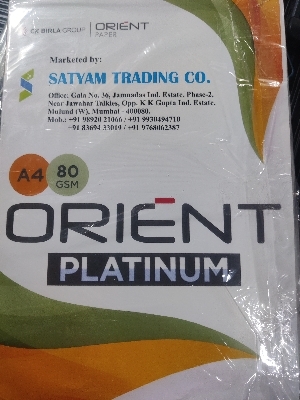 CK BIRLA GROUP | ORIENT
PAPER
Marketed by:
SATYAM TRADING CO.
Office: Gala No. 36, Jamnadas Ind. Estate. Phase-2,
Near Jawahar Talkies, Opp. K K Gupta Ind. Estate.
Mulund (W), Mumbai - 400080.
Mob.: +91 98920 21066 / +91 9930494710
+91 83694 33019 / +91 9768062387
A4 80
GSM
ORIENT
PLATINUM